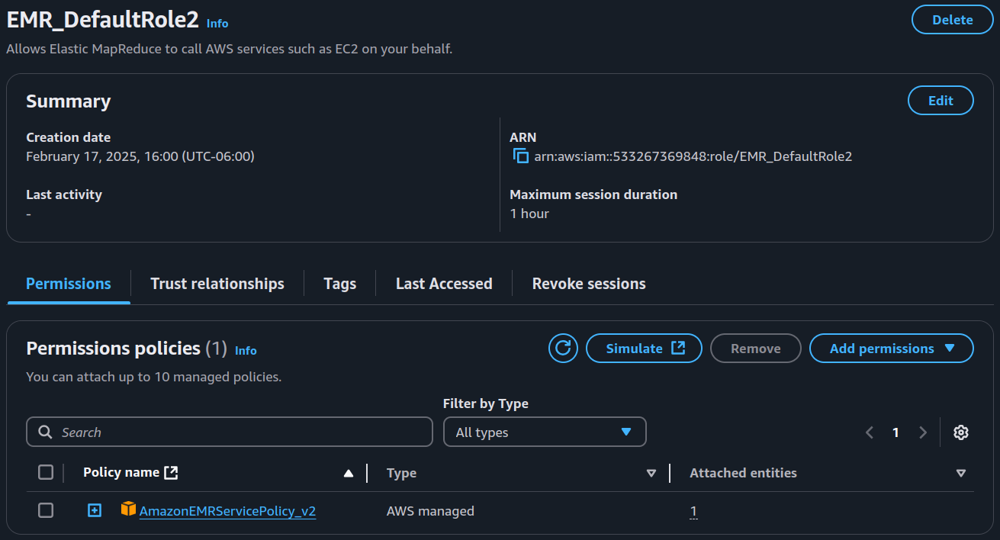 EMR_DefaultRole2 Info
Delete
Allows Elastic MapReduce to call AWS services such as EC2 on your behalf.
Summary
Edit
Creation date
February 17, 2025, 16:00 (UTC-06:00)
ARN
arn:aws:iam::533267369848:role/EMR_DefaultRole2
Last activity
-
Maximum session duration
1 hour
Permissions
Trust relationships
Tags
Last Accessed
Revoke sessions
Permissions policies (1) Info
Simulate
Remove
Add permissions
You can attach up to 10 managed policies.
Filter by Type
Search
All types
1
Policy name
Type
Attached entities
AmazonEMRServicePolicy_v2
AWS managed
1